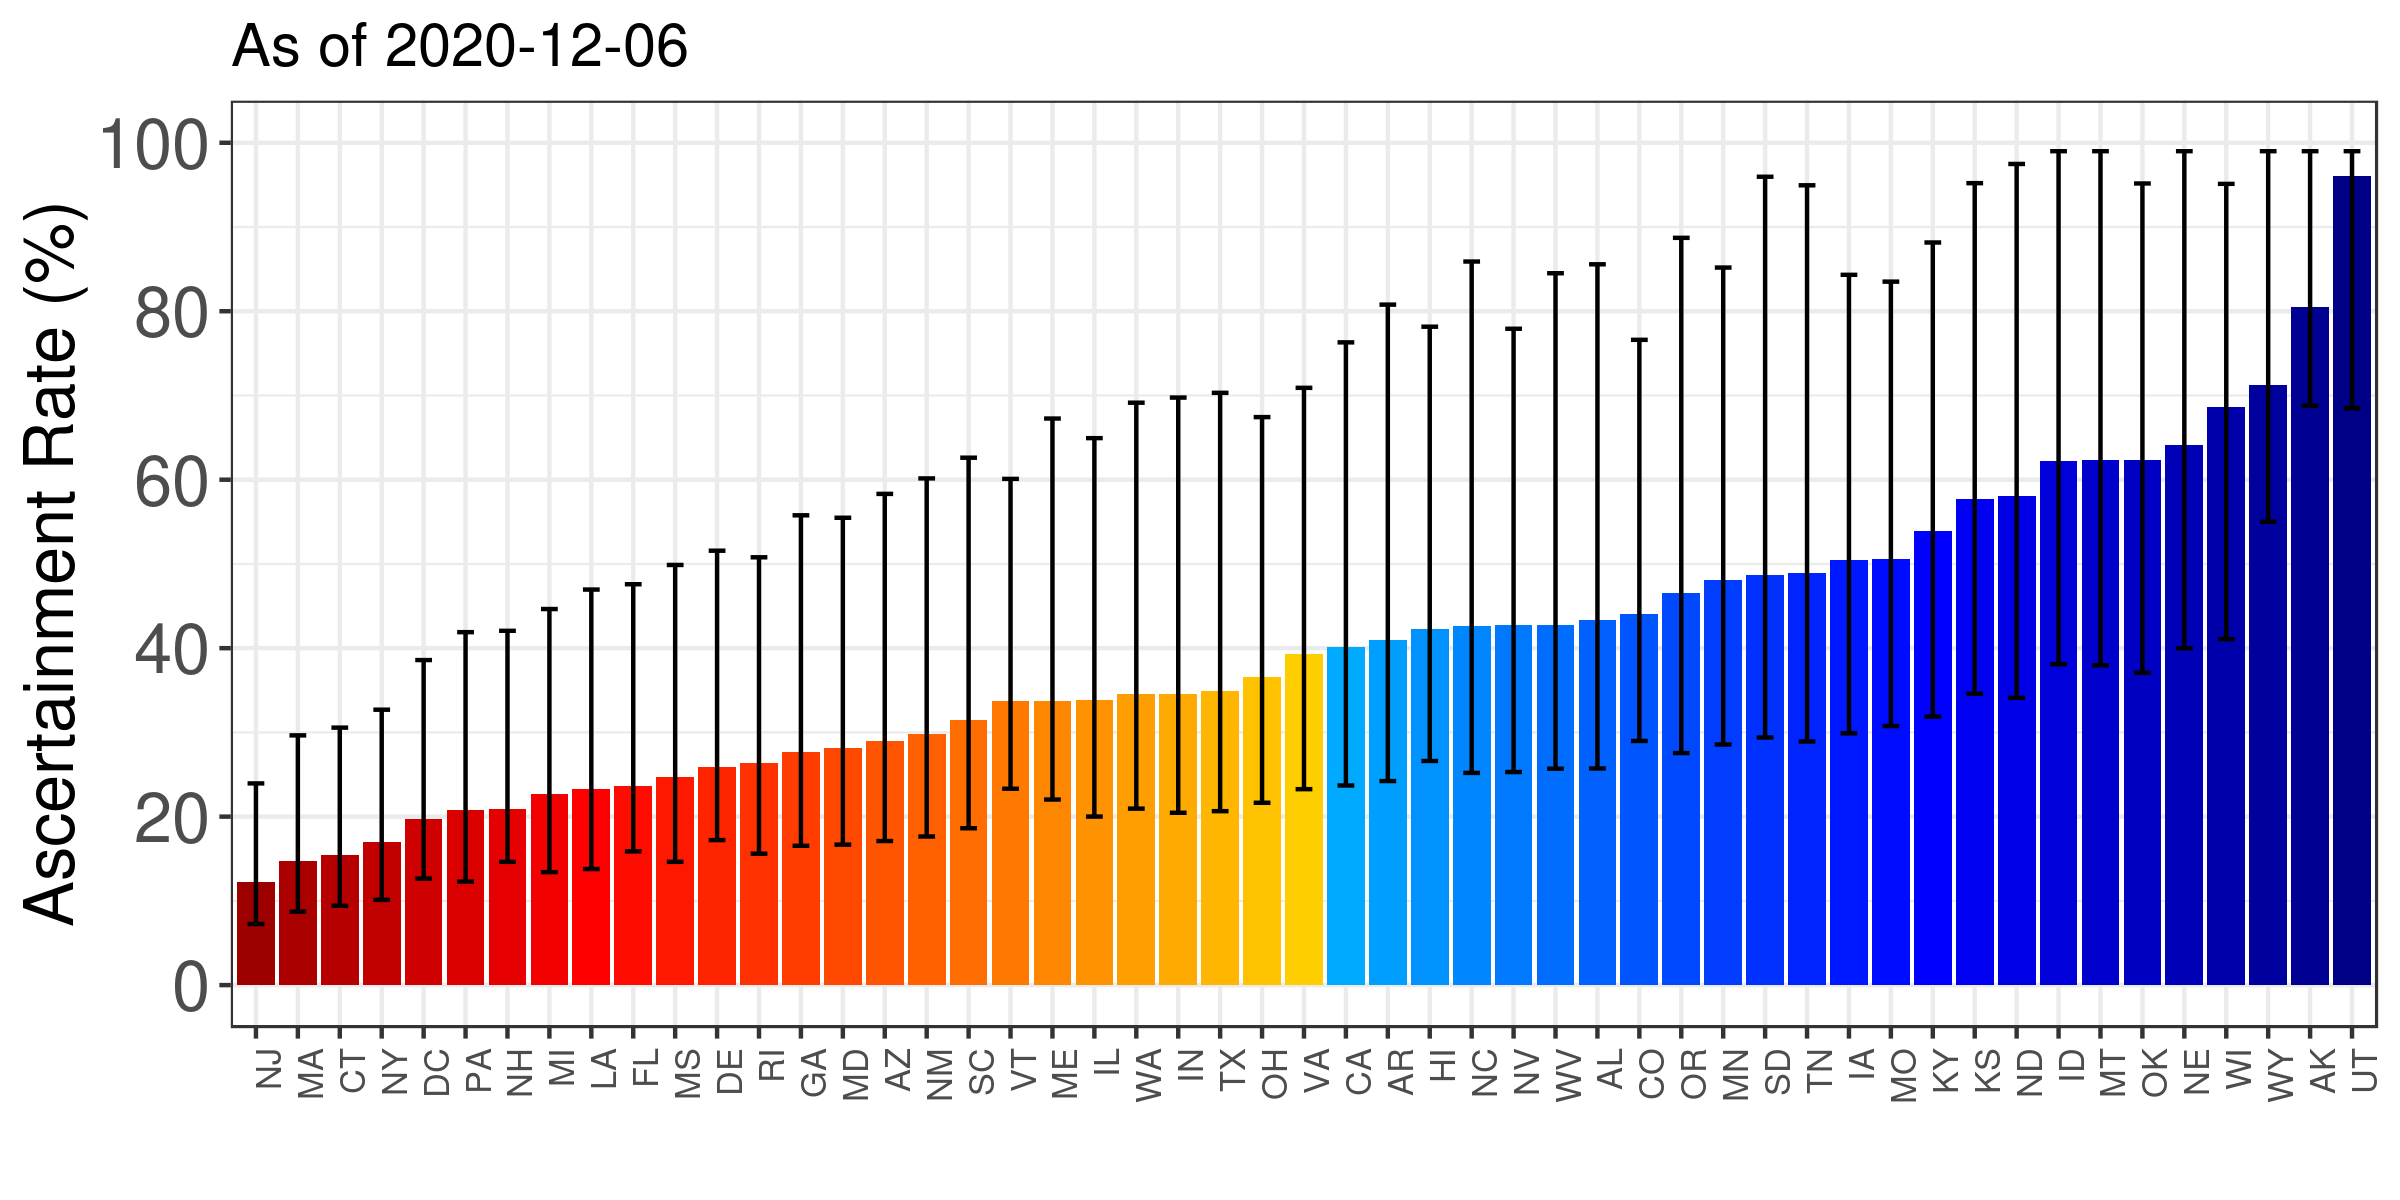 As of 2020-12-06
Ascertainment Rate (%)
100
80
60
40
20
0
NJ MA CT NY DC PA NH MI LA FL MS DE RI GA MD AZ NM SC VT ME IL WA IN TX OH VA CA AR HI NC NV WV AL CO OR MN SD TN IA MO KY KS ND ID MT OK NE WI WY AK UT